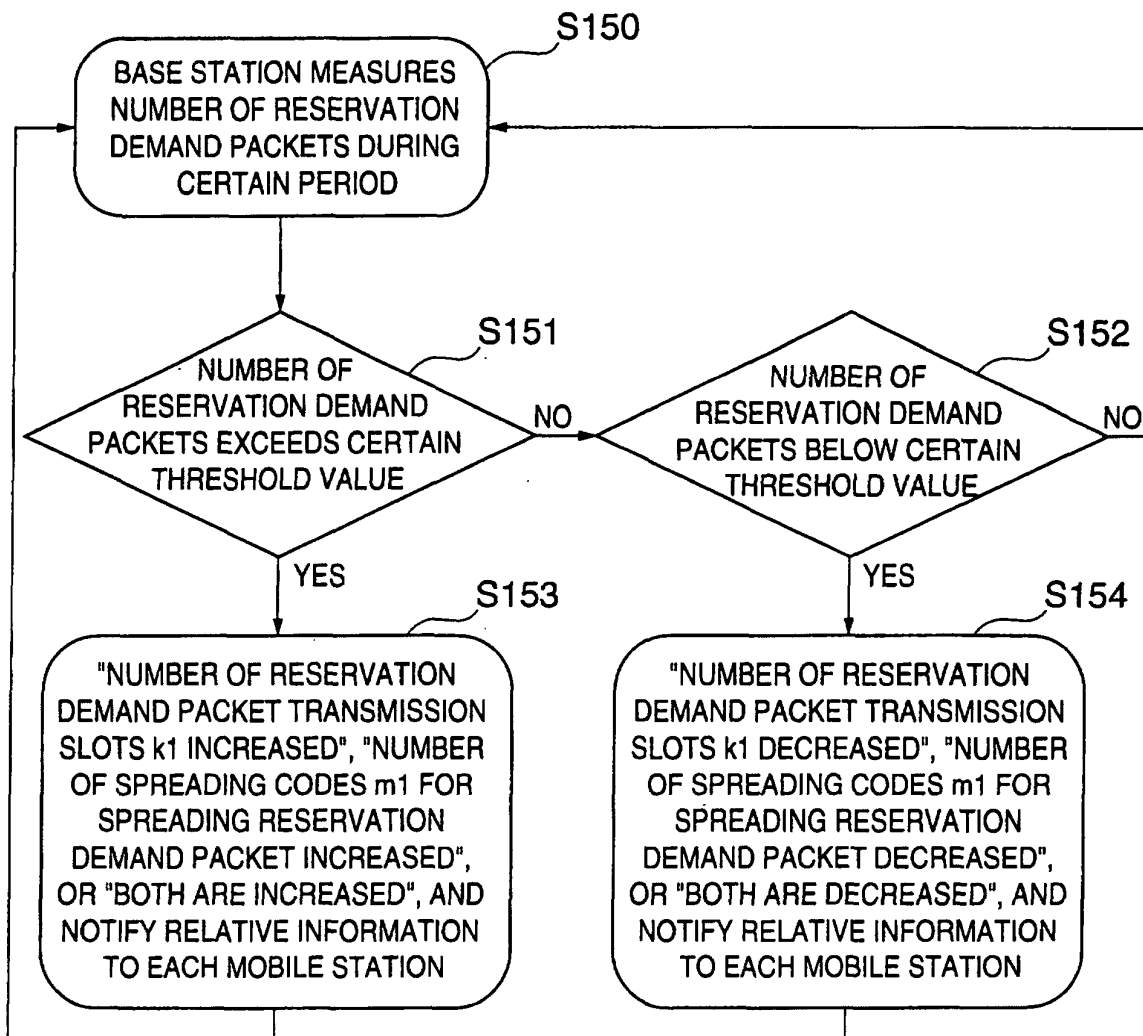 S150
BASE STATION MEASURES
NUMBER OF RESERVATION
DEMAND PACKETS DURING
CERTAIN PERIOD
S151
NUMBER OF
RESERVATION DEMAND
PACKETS EXCEEDS CERTAIN
THRESHOLD VALUE
NO
YES
S152
NUMBER OF
RESERVATION DEMAND
PACKETS BELOW CERTAIN
THRESHOLD VALUE
NO
YES
S153
"NUMBER OF RESERVATION
DEMAND PACKET TRANSMISSION
SLOTS k1 INCREASED", "NUMBER
OF SPREADING CODES m1 FOR
SPREADING RESERVATION
DEMAND PACKET INCREASED",
OR "BOTH ARE INCREASED", AND
NOTIFY RELATIVE INFORMATION
TO EACH MOBILE STATION
S154
"NUMBER OF RESERVATION
DEMAND PACKET TRANSMISSION
SLOTS k1 DECREASED", "NUMBER
OF SPREADING CODES m1 FOR
SPREADING RESERVATION
DEMAND PACKET DECREASED",
OR "BOTH ARE DECREASED", AND
NOTIFY RELATIVE INFORMATION
TO EACH MOBILE STATION